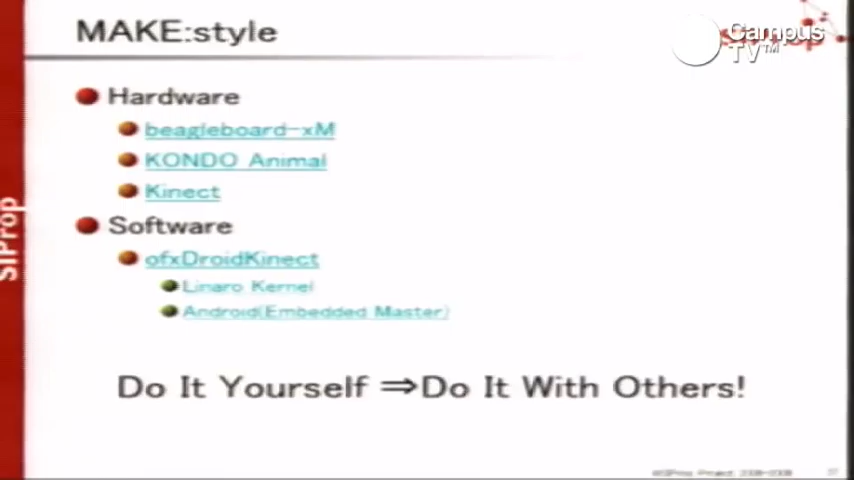 MAKE:style
Campus
TV™
Hardware
beagleboard-xM
KONDO Animal
Kinect
Software
ofxDroidKinect
Linaro Kernel
Android(Embedded Master)
Do It Yourself ⇒Do It With Others!
SIProp